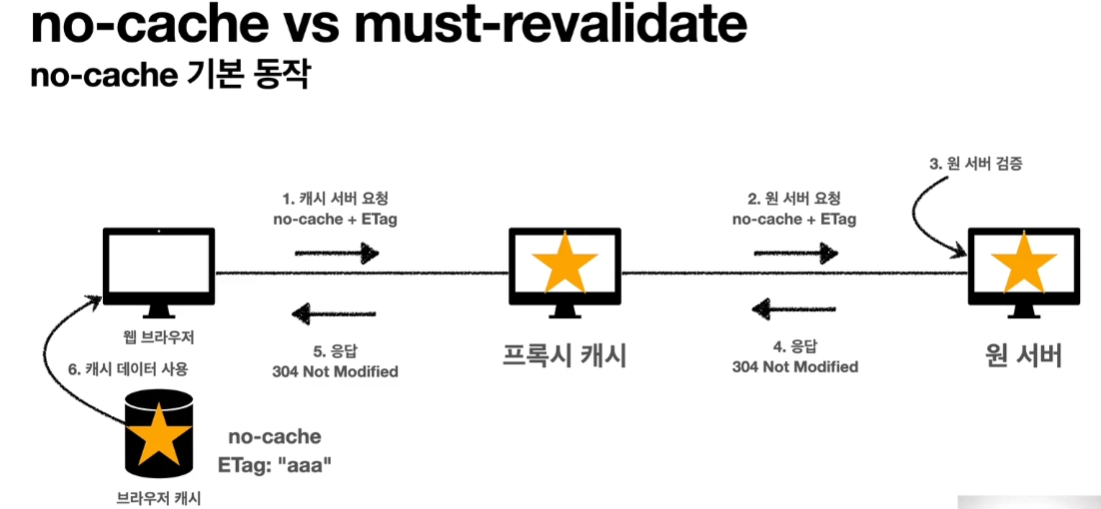 no-cache vs must-revalidate
no-cache 기본 동작
3. 원 서버 검증
1. 캐시 서버 요청
no-cache + ETag
2. 원 서버 요청
no-cache + ETag
웹 브라우저
5. 응답
304 Not Modified
프록시 캐시
4. 응답
304 Not Modified
원 서버
6. 캐시 데이터 사용
no-cache
ETag: "aaa"
브라우저 캐시